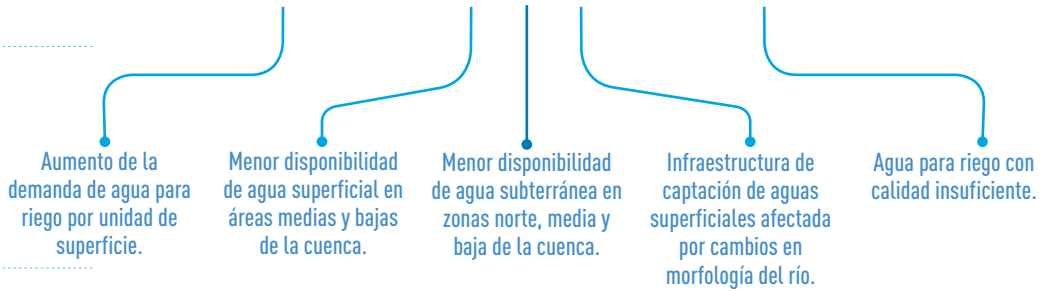 Aumento de la
demanda de agua para
riego por unidad de
superficie.
Menor disponibilidad
de agua superficial en
áreas medias y bajas
de la cuenca.
Menor disponibilidad
de agua subterránea en
zonas norte, media y
baja de la cuenca.
Infraestructura de
captación de aguas
superficiales afectada
por cambios en
morfología del río.
Agua para riego con
calidad insuficiente.